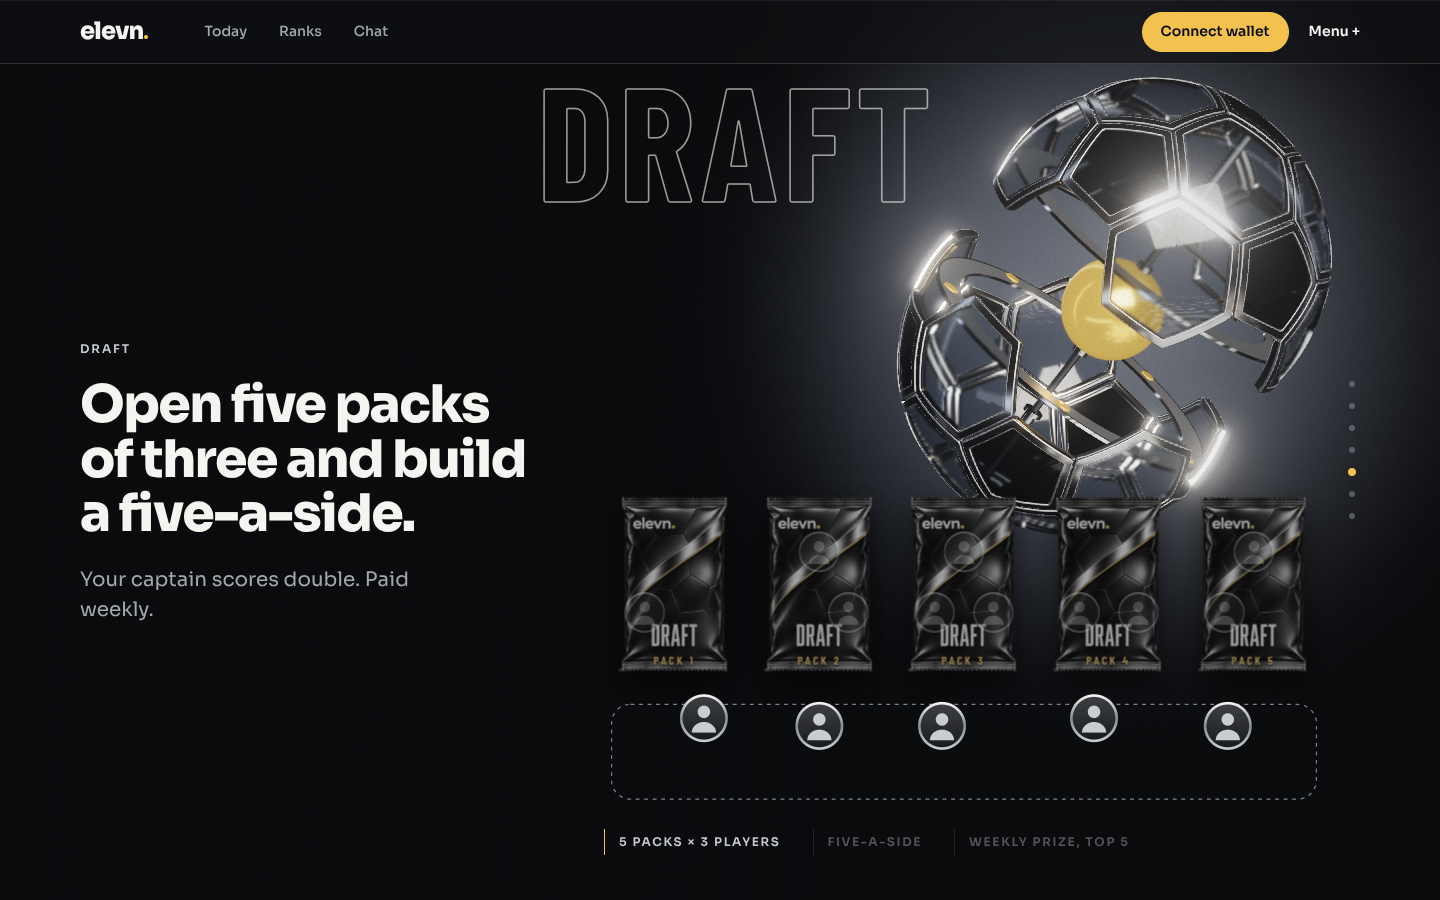 elevn.
Today
Ranks
Chat
Connect wallet
Menu +
DRAFT
DRAFT
Open five packs
of three and build
a five-a-side.
Your captain scores double. Paid
weekly.
elevn.
DRAFT
PACK 1
elevn.
DRAFT
PACK 2
elevn.
DRAFT
PACK 3
elevn.
DRAFT
PACK 4
elevn.
DRAFT
PACK 5
5 PACKS × 3 PLAYERS
FIVE-A-SIDE
WEEKLY PRIZE, TOP 5